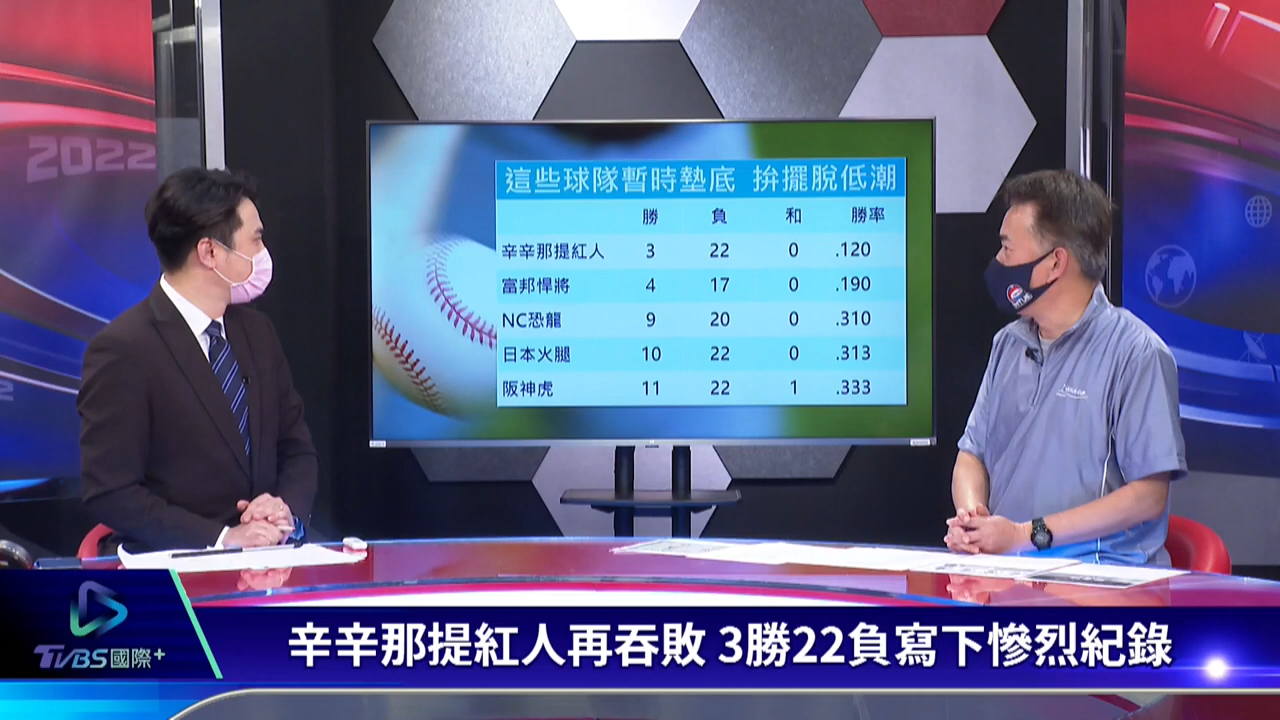 2022
這些球隊暫時墊底 拚擺脫低潮
勝 負 和 勝率
辛辛那提紅人 3 22 0 .120
富邦悍將 4 17 0 .190
NC恐龍 9 20 0 .310
日本火腿 10 22 0 .313
阪神虎 11 22 1 .333
TVBS國際+
辛辛那提紅人再吞敗 3勝22負寫下慘烈紀錄